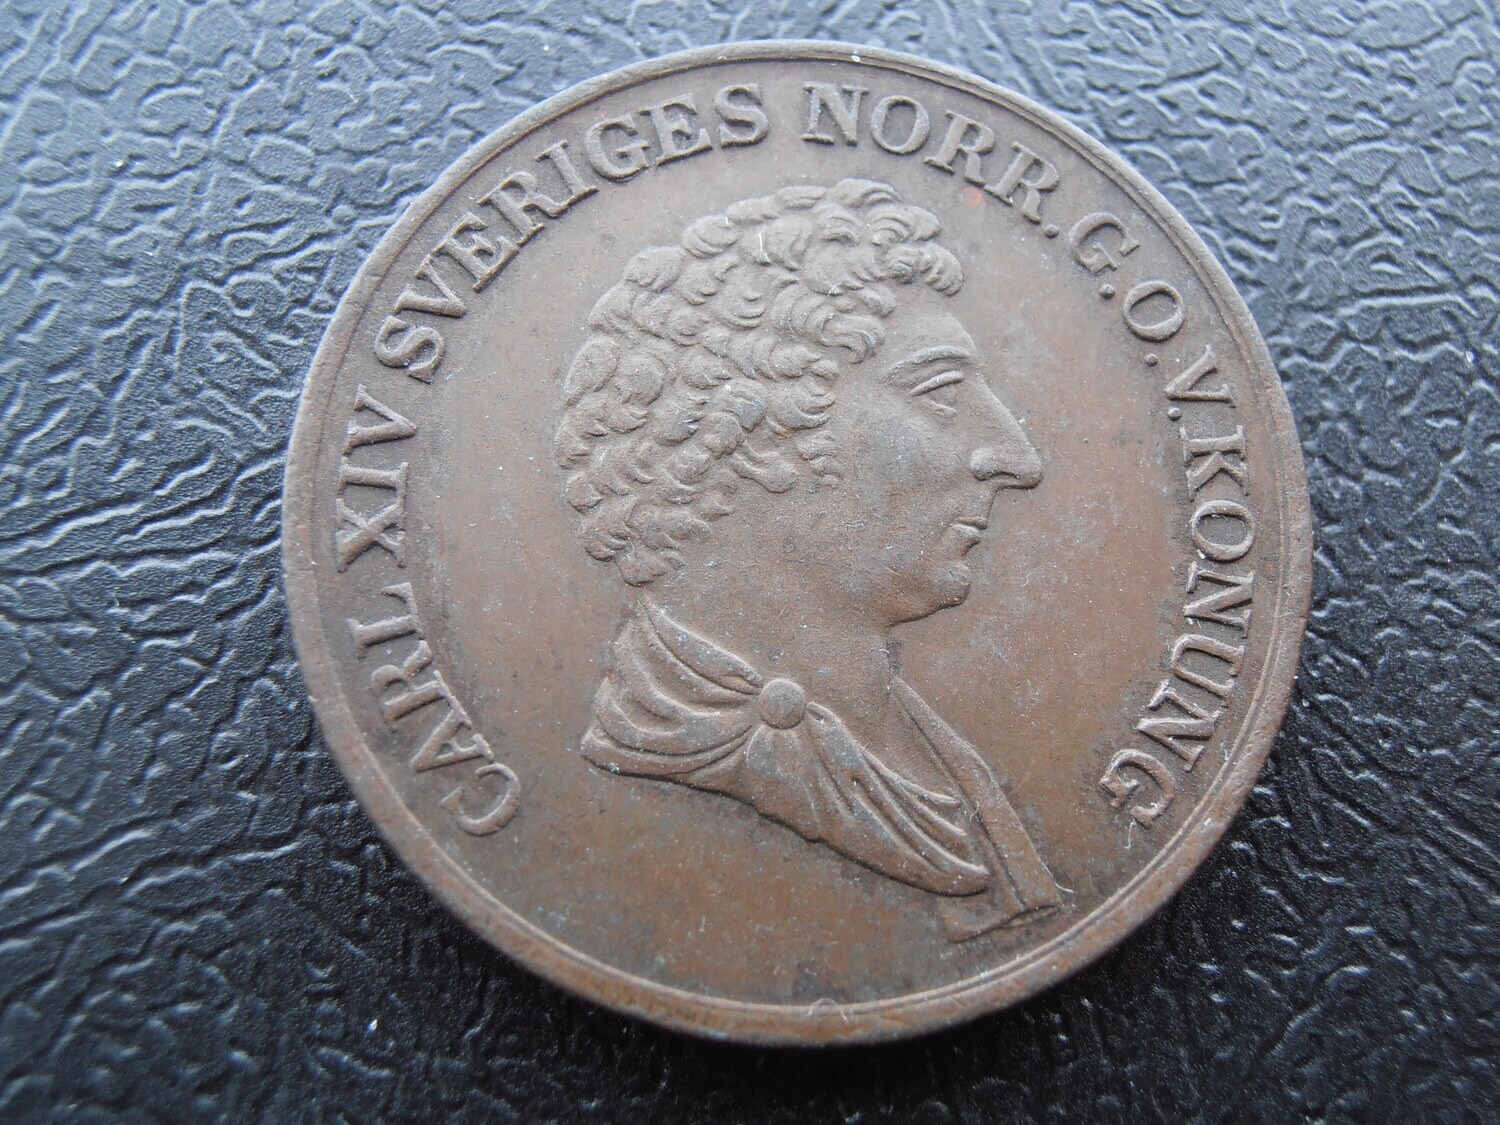 CARL XIV SVERIGES NORR. G. O. V. KONUNG